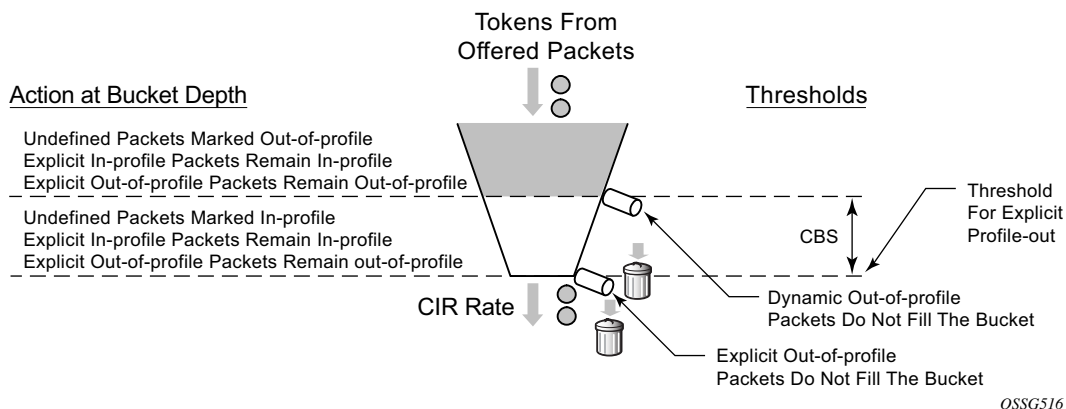 Tokens From
Offered Packets
Action at Bucket Depth
Thresholds
Undefined Packets Marked Out-of-profile
Explicit In-profile Packets Remain In-profile
Explicit Out-of-profile Packets Remain Out-of-profile
Undefined Packets Marked In-profile
Explicit In-profile Packets Remain In-profile
Explicit Out-of-profile Packets Remain out-of-profile
CBS
Threshold
For Explicit
Profile-out
CIR Rate
Dynamic Out-of-profile
Packets Do Not Fill The Bucket
Explicit Out-of-profile
Packets Do Not Fill The Bucket
OSSG516